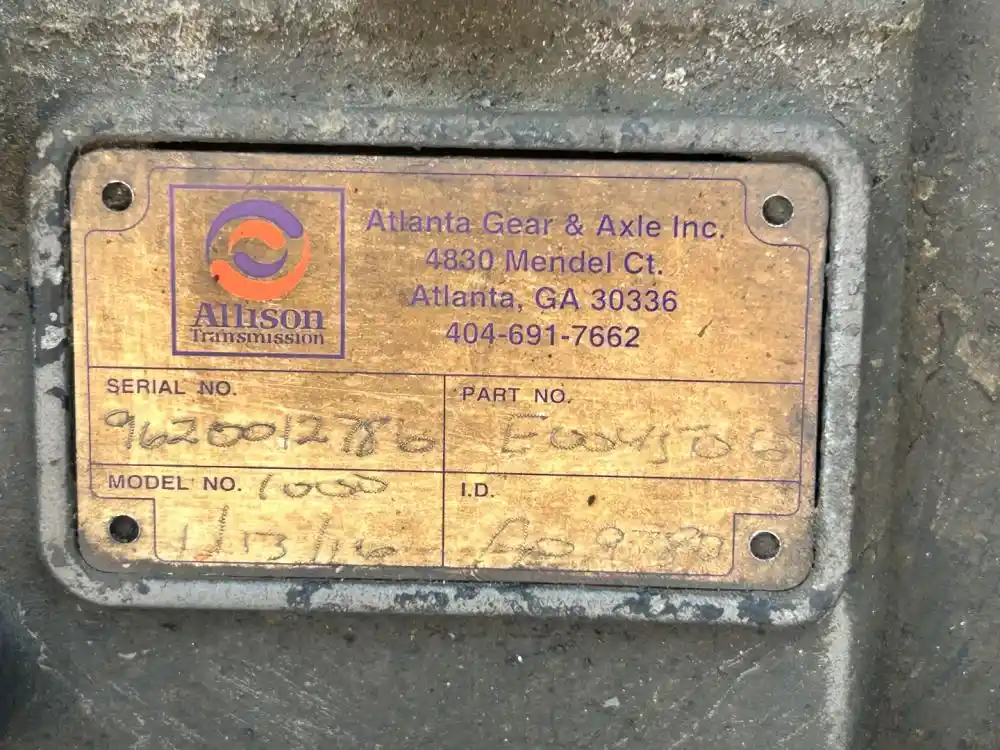 Allison
Transmission
Atlanta Gear & Axle Inc.
4830 Mendel Ct.
Atlanta, GA 30336
404-691-7662
SERIAL NO.
9620012786
PART NO.
MODEL NO. 1000
I.D.